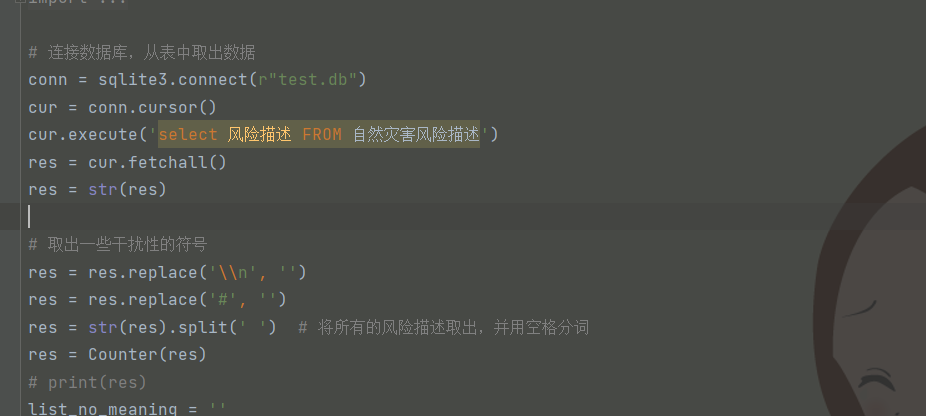 import ...
# 连接数据库，从表中取出数据
conn = sqlite3.connect(r"test.db")
cur = conn.cursor()
cur.execute('select 风险描述 FROM 自然灾害风险描述')
res = cur.fetchall()
res = str(res)
# 取出一些干扰性的符号
res = res.replace('\\n', '')
res = res.replace('#', '')
res = str(res).split(' ')  # 将所有的风险描述取出，并用空格分词
res = Counter(res)
# print(res)
list_no_meaning = ''